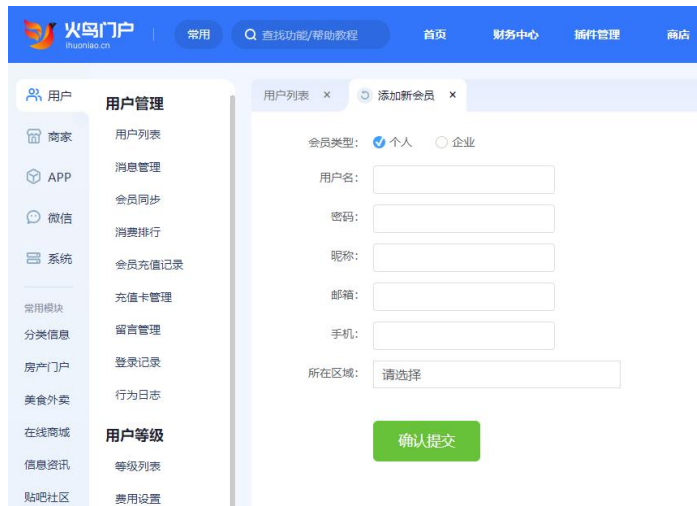 火鸟门户
ihuoniao.cn
常用
查找功能/帮助教程
首页
财务中心
插件管理
商店
用户
商家
APP
微信
系统
常用模块
分类信息
房产门户
美食外卖
在线商城
信息资讯
贴吧社区
用户管理
用户列表
消息管理
会员同步
消费排行
会员充值记录
充值卡管理
留言管理
登录记录
行为日志
用户等级
等级列表
费用设置
用户列表 ×
添加新会员 ×
会员类型: 个人 企业
用户名:
密码:
昵称:
邮箱:
手机:
所在区域: 请选择
确认提交